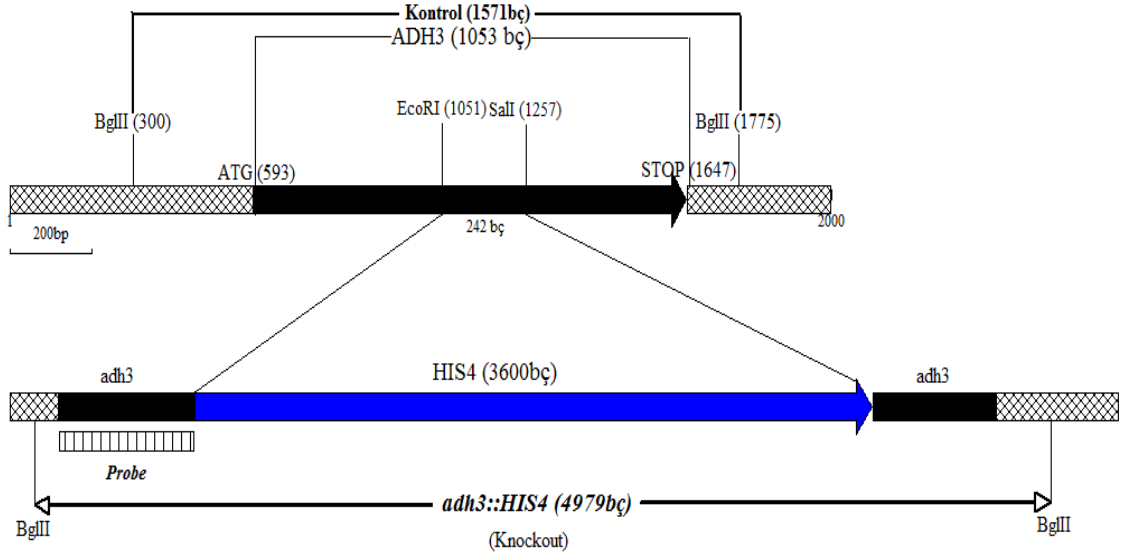 Kontrol (1571bç)
ADH3 (1053 bç)
EcoRI (1051) SalI (1257)
BglII (300)
BglII (1775)
ATG (593)
STOP (1647)
1
242 bç
2000
200bp
adh3
HIS4 (3600bç)
adh3
Probe
adh3::HIS4 (4979bç)
BglII
BglII
(Knockout)